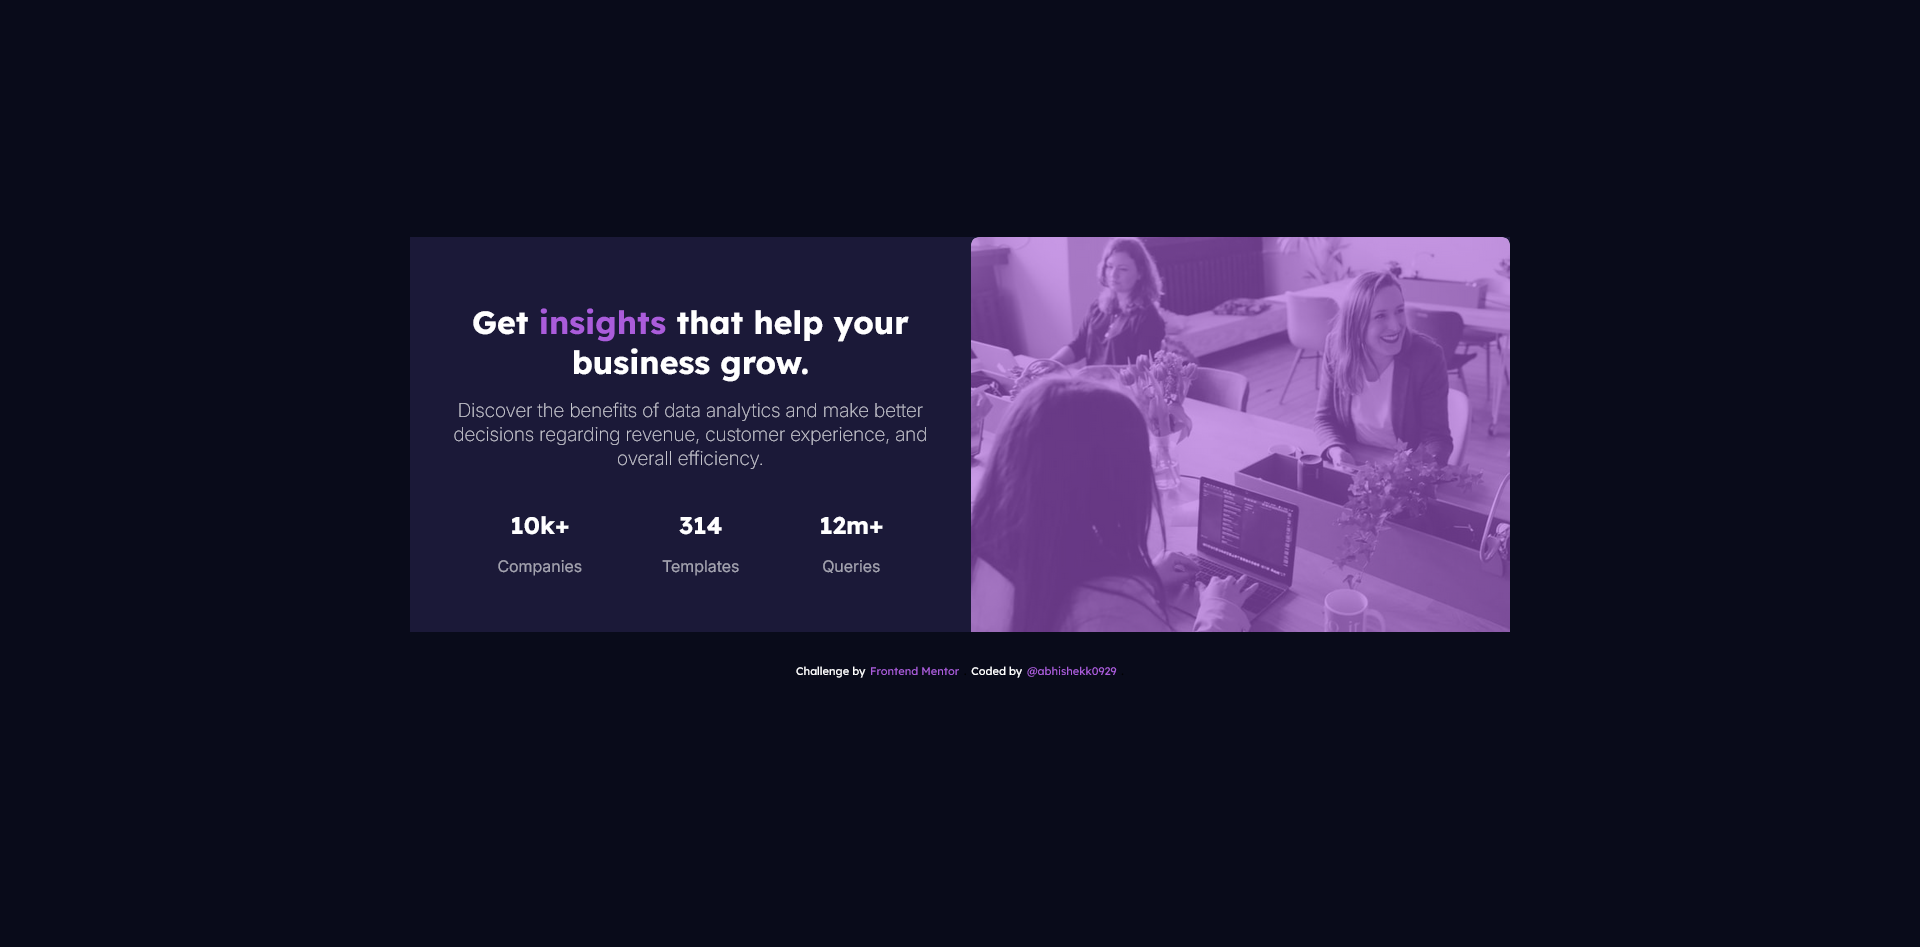 Get insights that help your
business grow.
Discover the benefits of data analytics and make better
decisions regarding revenue, customer experience, and
overall efficiency.
10k+ 314 12m+
Companies Templates Queries
Challenge by Frontend Mentor Coded by @abhishekk0929